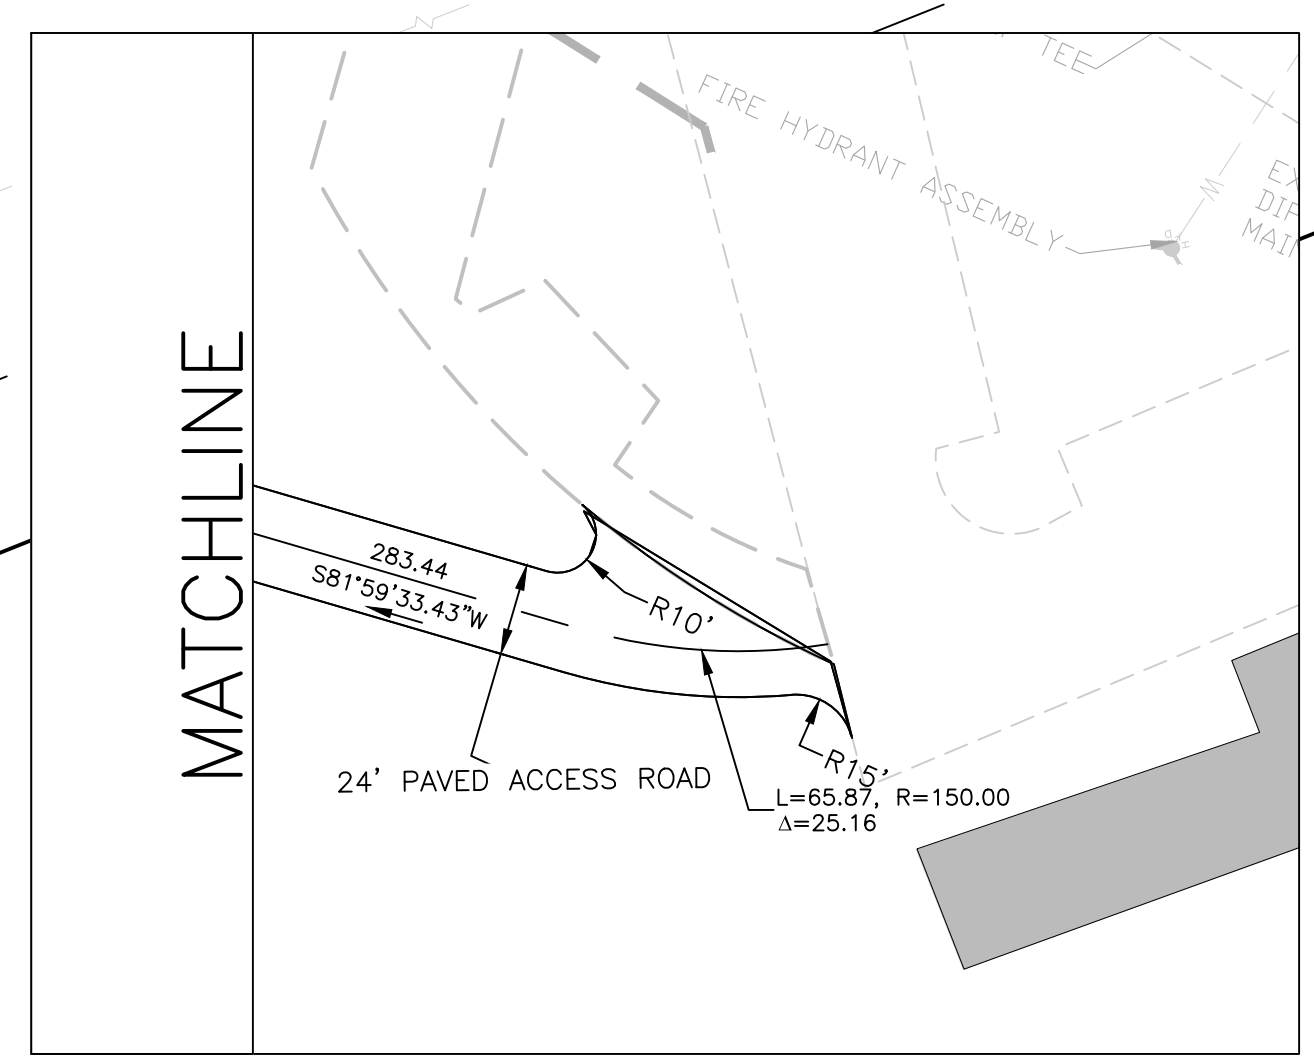 TEE
FIRE HYDRANT ASSEMBLY
HYD
M
EX
DIP
MAI
MATCHLINE
283.44
S81°59'33.43"W
R10'
R15'
24' PAVED ACCESS ROAD
L=65.87, R=150.00
Δ=25.16